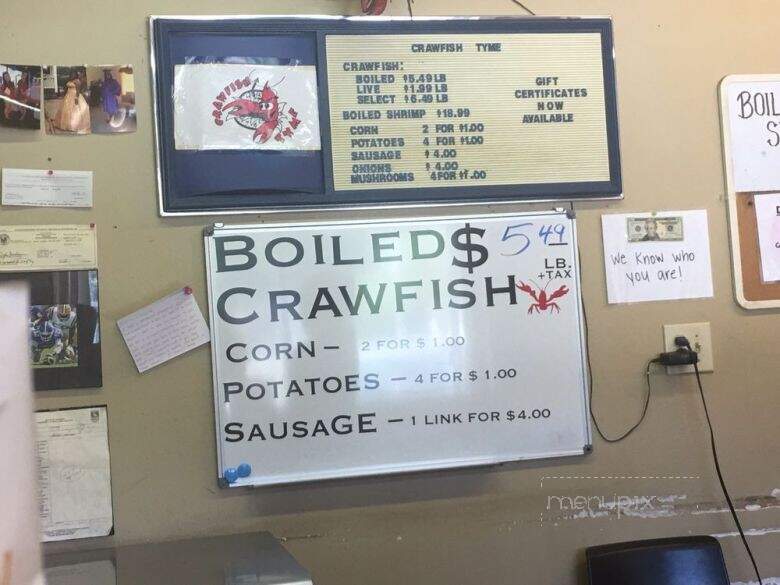 CRAWFISH TYME
CRAWFISH:
BOILED $5.49 LB
LIVE $1.99 LB
SELECT $6.49 LB
BOILED SHRIMP $18.99
CORN 2 FOR $1.00
POTATOES 4 FOR $1.00
SAUSAGE $4.00
ONIONS $4.00
MUSHROOMS 4 FOR $1.00
GIFT
CERTIFICATES
NOW
AVAILABLE
CRAWFISH
BOILED $ 5 49
LB.
+TAX
CRAWFISH
CORN – 2 FOR $ 1.00
POTATOES – 4 FOR $ 1.00
SAUSAGE – 1 LINK FOR $4.00
We Know who
you are!
BOIL
S
menupix